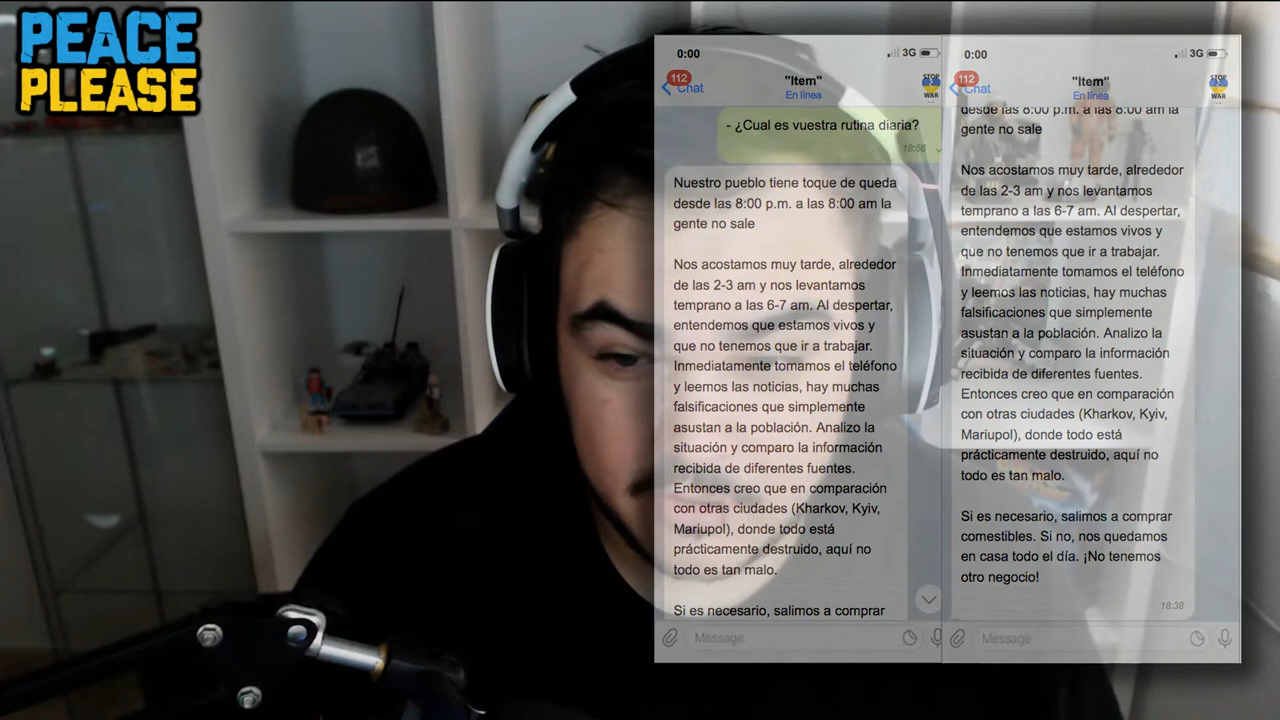 PEACE
PLEASE
0:00
3G
112
Chat
"Item"
En línea
STOP
WAR
- ¿Cual es vuestra rutina diaria?
18:56
Nuestro pueblo tiene toque de queda
desde las 8:00 p.m. a las 8:00 am la
gente no sale
Nos acostamos muy tarde, alrededor
de las 2-3 am y nos levantamos
temprano a las 6-7 am. Al despertar,
entendemos que estamos vivos y
que no tenemos que ir a trabajar.
Inmediatamente tomamos el teléfono
y leemos las noticias, hay muchas
falsificaciones que simplemente
asustan a la población. Analizo la
situación y comparo la información
recibida de diferentes fuentes.
Entonces creo que en comparación
con otras ciudades (Kharkov, Kyiv,
Mariupol), donde todo está
prácticamente destruido, aquí no
todo es tan malo.
Si es necesario, salimos a comprar
Message
0:00
3G
112
Chat
"Item"
En línea
STOP
WAR
desde las 8:00 p.m. a las 8:00 am la
gente no sale
Nos acostamos muy tarde, alrededor
de las 2-3 am y nos levantamos
temprano a las 6-7 am. Al despertar,
entendemos que estamos vivos y
que no tenemos que ir a trabajar.
Inmediatamente tomamos el teléfono
y leemos las noticias, hay muchas
falsificaciones que simplemente
asustan a la población. Analizo la
situación y comparo la información
recibida de diferentes fuentes.
Entonces creo que en comparación
con otras ciudades (Kharkov, Kyiv,
Mariupol), donde todo está
prácticamente destruido, aquí no
todo es tan malo.
Si es necesario, salimos a comprar
comestibles. Si no, nos quedamos
en casa todo el día. ¡No tenemos
otro negocio!
18:38
Message